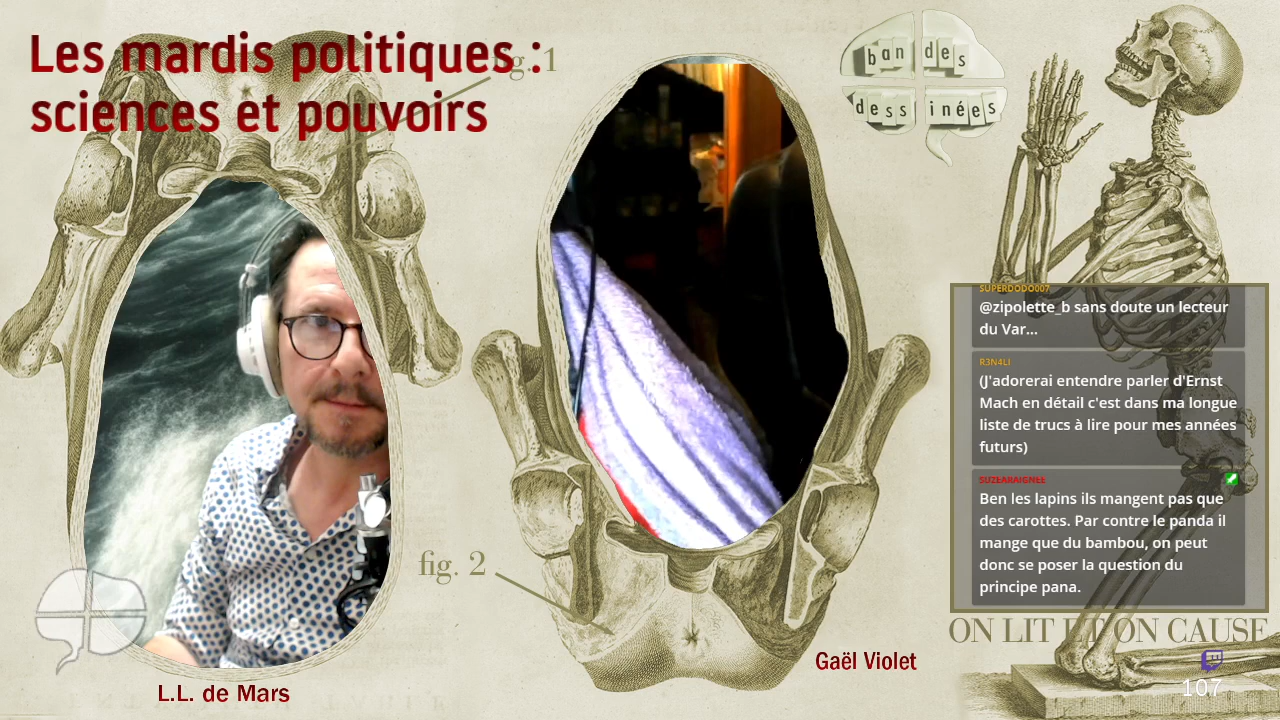 Les mardis politiques :
sciences et pouvoirs
fig. 1
ban des
dess inées
SUPERDODO007
@zipolette_b sans doute un lecteur
du Var...
R3N4LI
(J'adorerai entendre parler d'Ernst
Mach en détail c'est dans ma longue
liste de trucs à lire pour mes années
futurs)
SUZEARAIGNEE
Ben les lapins ils mangent pas que
des carottes. Par contre le panda il
mange que du bambou, on peut
donc se poser la question du
principe pana.
fig. 2
ON LIT ET ON CAUSE
Gaël Violet
107
L.L. de Mars